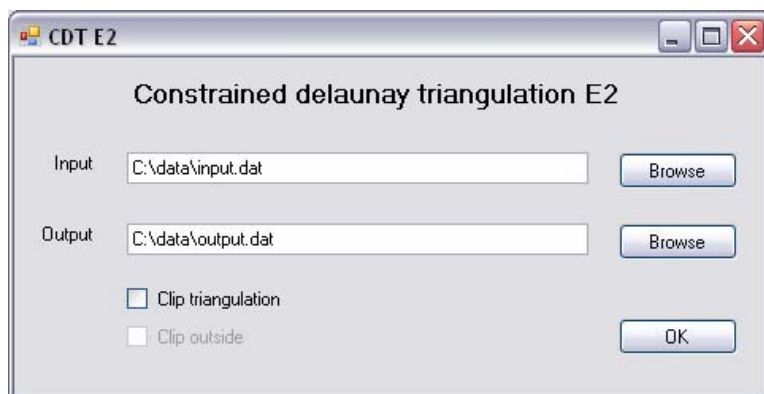 CDT E2
Constrained delaunay triangulation E2
Input C:\data\input.dat Browse
Output C:\data\output.dat Browse
Clip triangulation
Clip outside OK